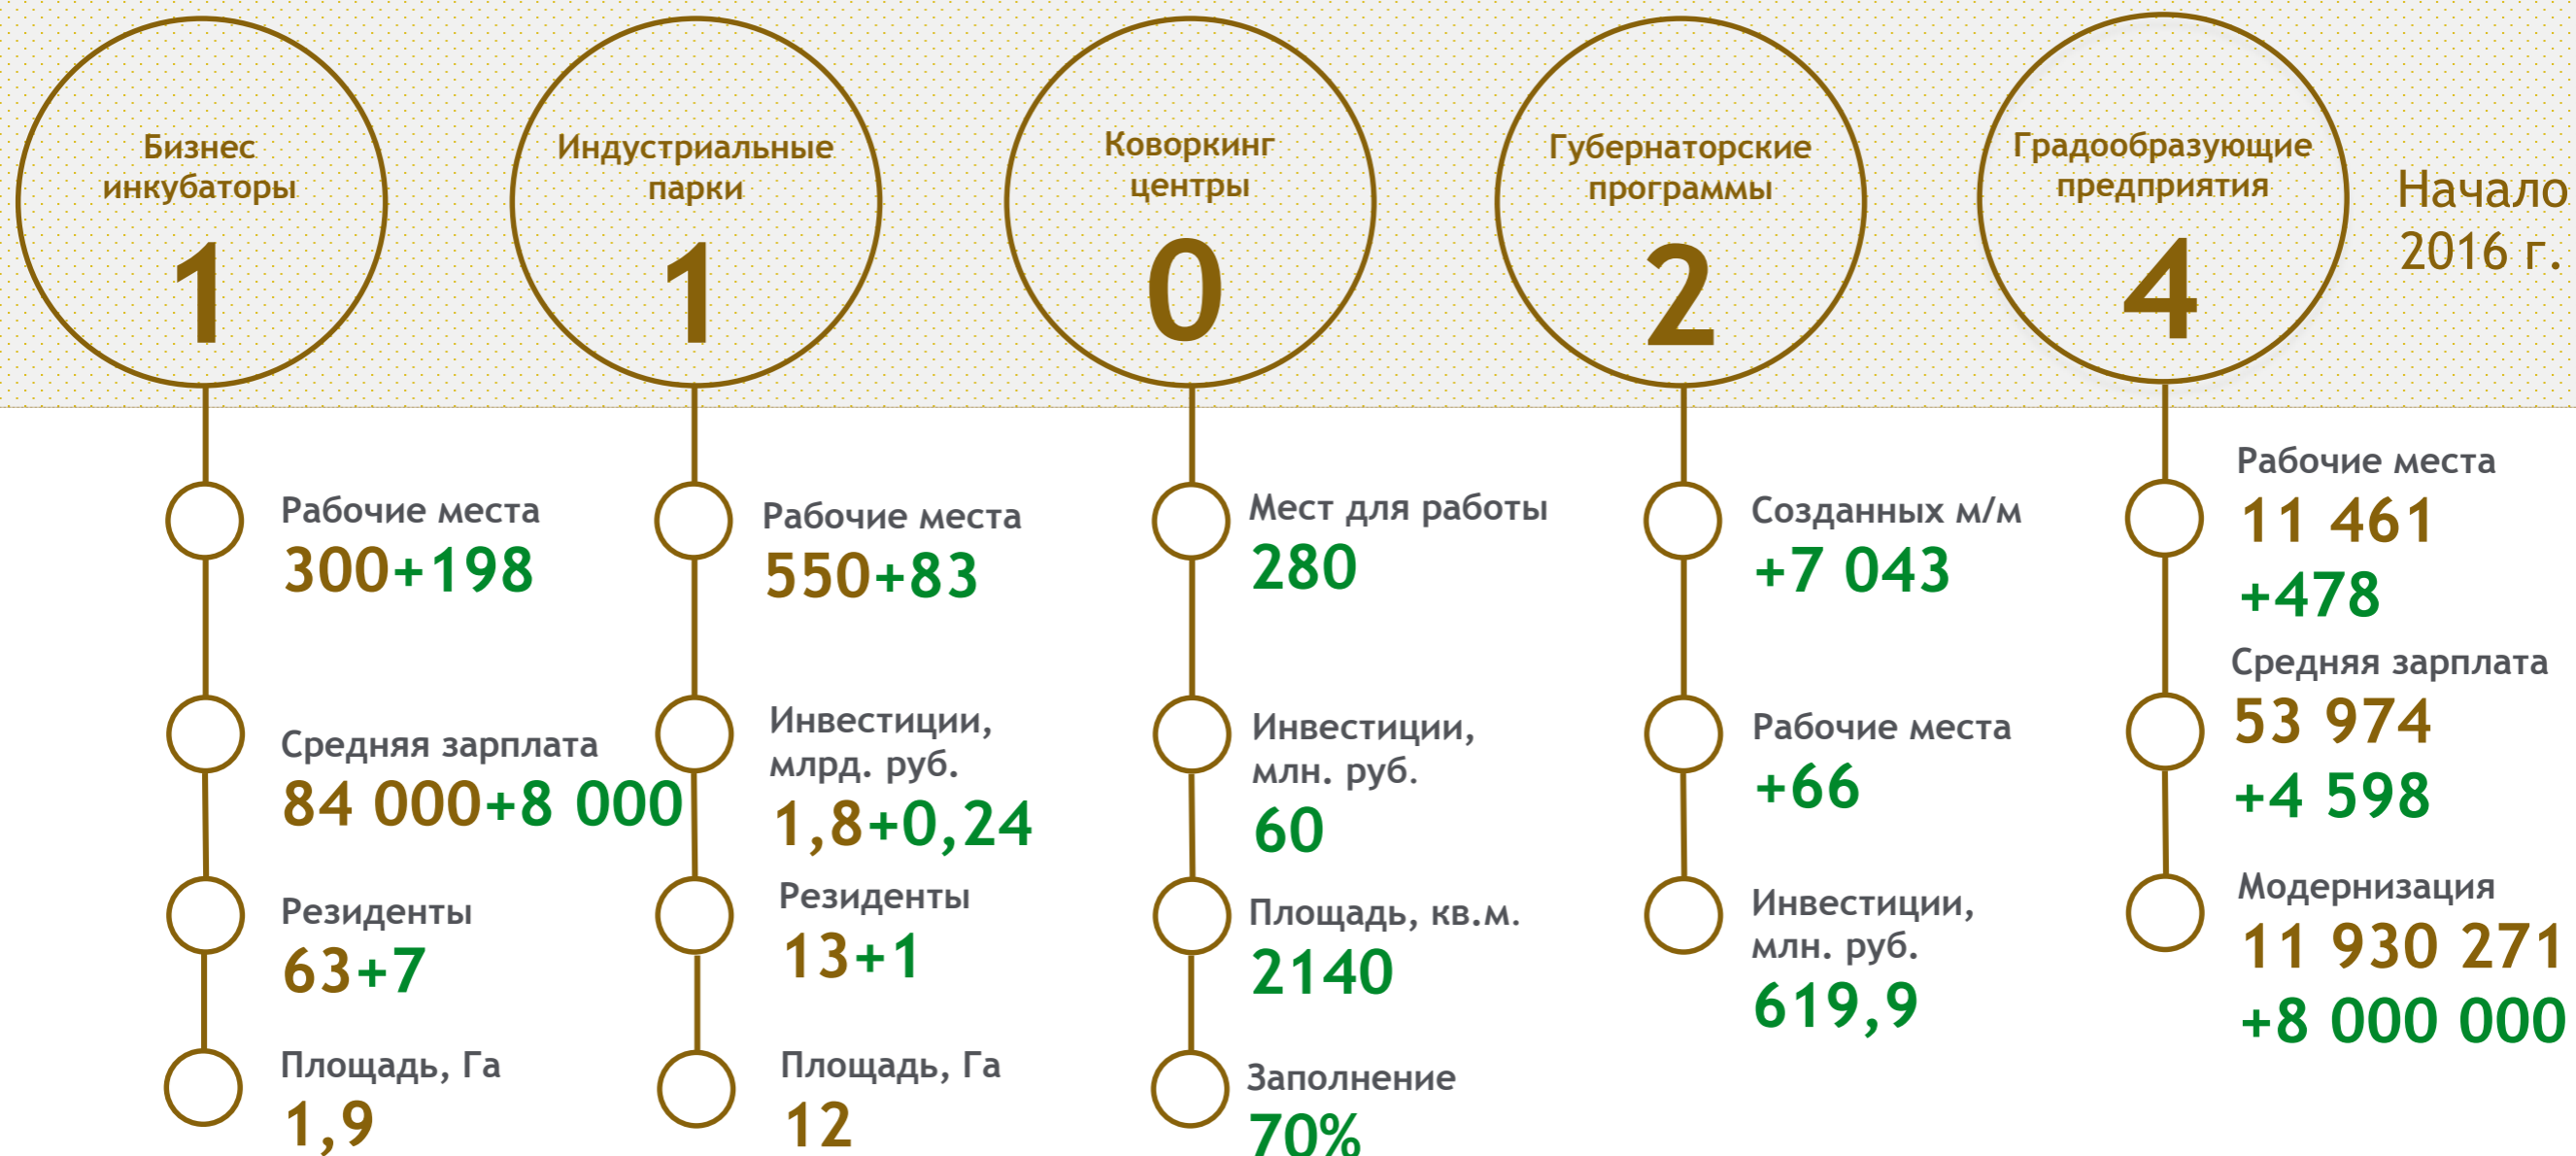 Бизнес
инкубаторы
1
Индустриальные
парки
1
Коворкинг
центры
0
Губернаторские
программы
2
Градообразующие
предприятия
4
Начало
2016 г.
Рабочие места
300+198
Средняя зарплата
84 000+8 000
Резиденты
63+7
Площадь, Га
1,9
Рабочие места
550+83
Инвестиции,
млрд. руб.
1,8+0,24
Резиденты
13+1
Площадь, Га
12
Мест для работы
280
Инвестиции,
млн. руб.
60
Площадь, кв.м.
2140
Заполнение
70%
Созданных м/м
+7 043
Рабочие места
+66
Инвестиции,
млн. руб.
619,9
Рабочие места
11 461
+478
Средняя зарплата
53 974
+4 598
Модернизация
11 930 271
+8 000 000